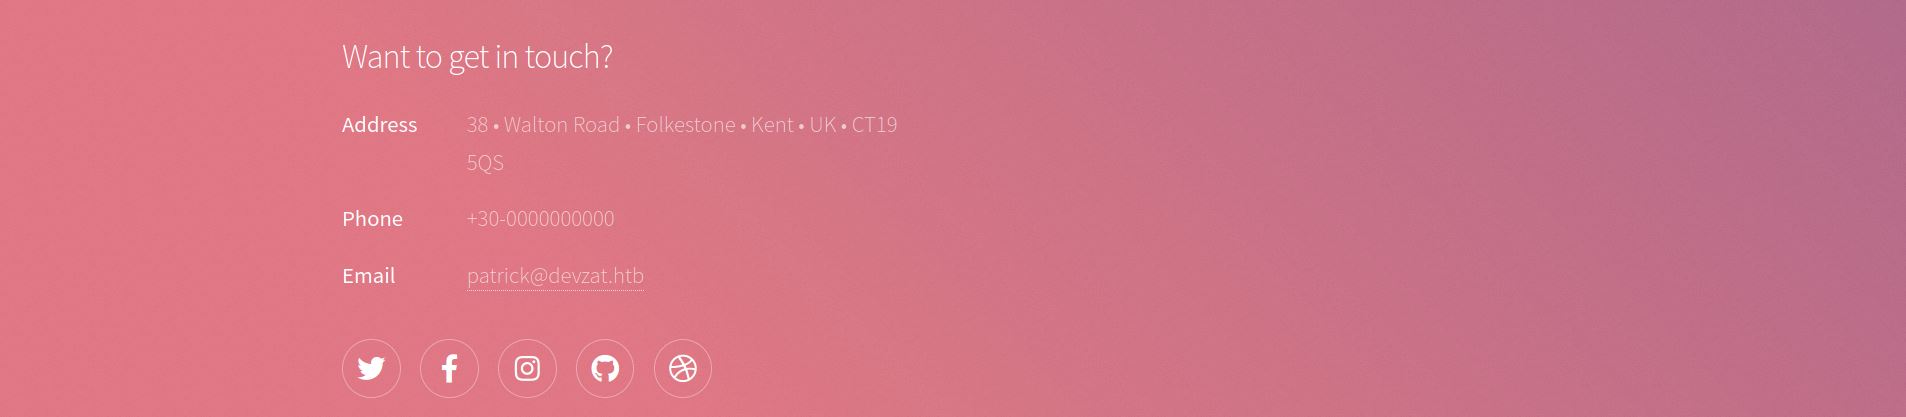 Want to get in touch?
Address 38 • Walton Road • Folkestone • Kent • UK • CT19
5QS
Phone +30-0000000000
Email patrick@devzat.htb